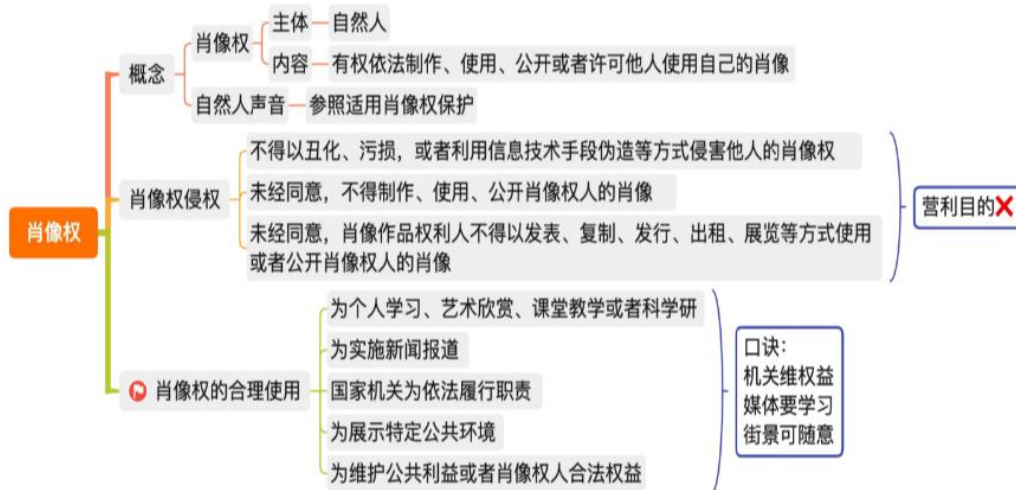 肖像权
概念
肖像权
主体
自然人
内容
有权依法制作、使用、公开或者许可他人使用自己的肖像
自然人声音
参照适用肖像权保护
肖像权侵权
不得以丑化、污损，或者利用信息技术手段伪造等方式侵害他人的肖像权
未经同意，不得制作、使用、公开肖像权人的肖像
未经同意，肖像作品权利人不得以发表、复制、发行、出租、展览等方式使用
或者公开肖像权人的肖像
营利目的❌
肖像权的合理使用
为个人学习、艺术欣赏、课堂教学或者科学研
为实施新闻报道
国家机关为依法履行职责
为展示特定公共环境
为维护公共利益或者肖像权人合法权益
口诀：
机关维权益
媒体要学习
街景可随意